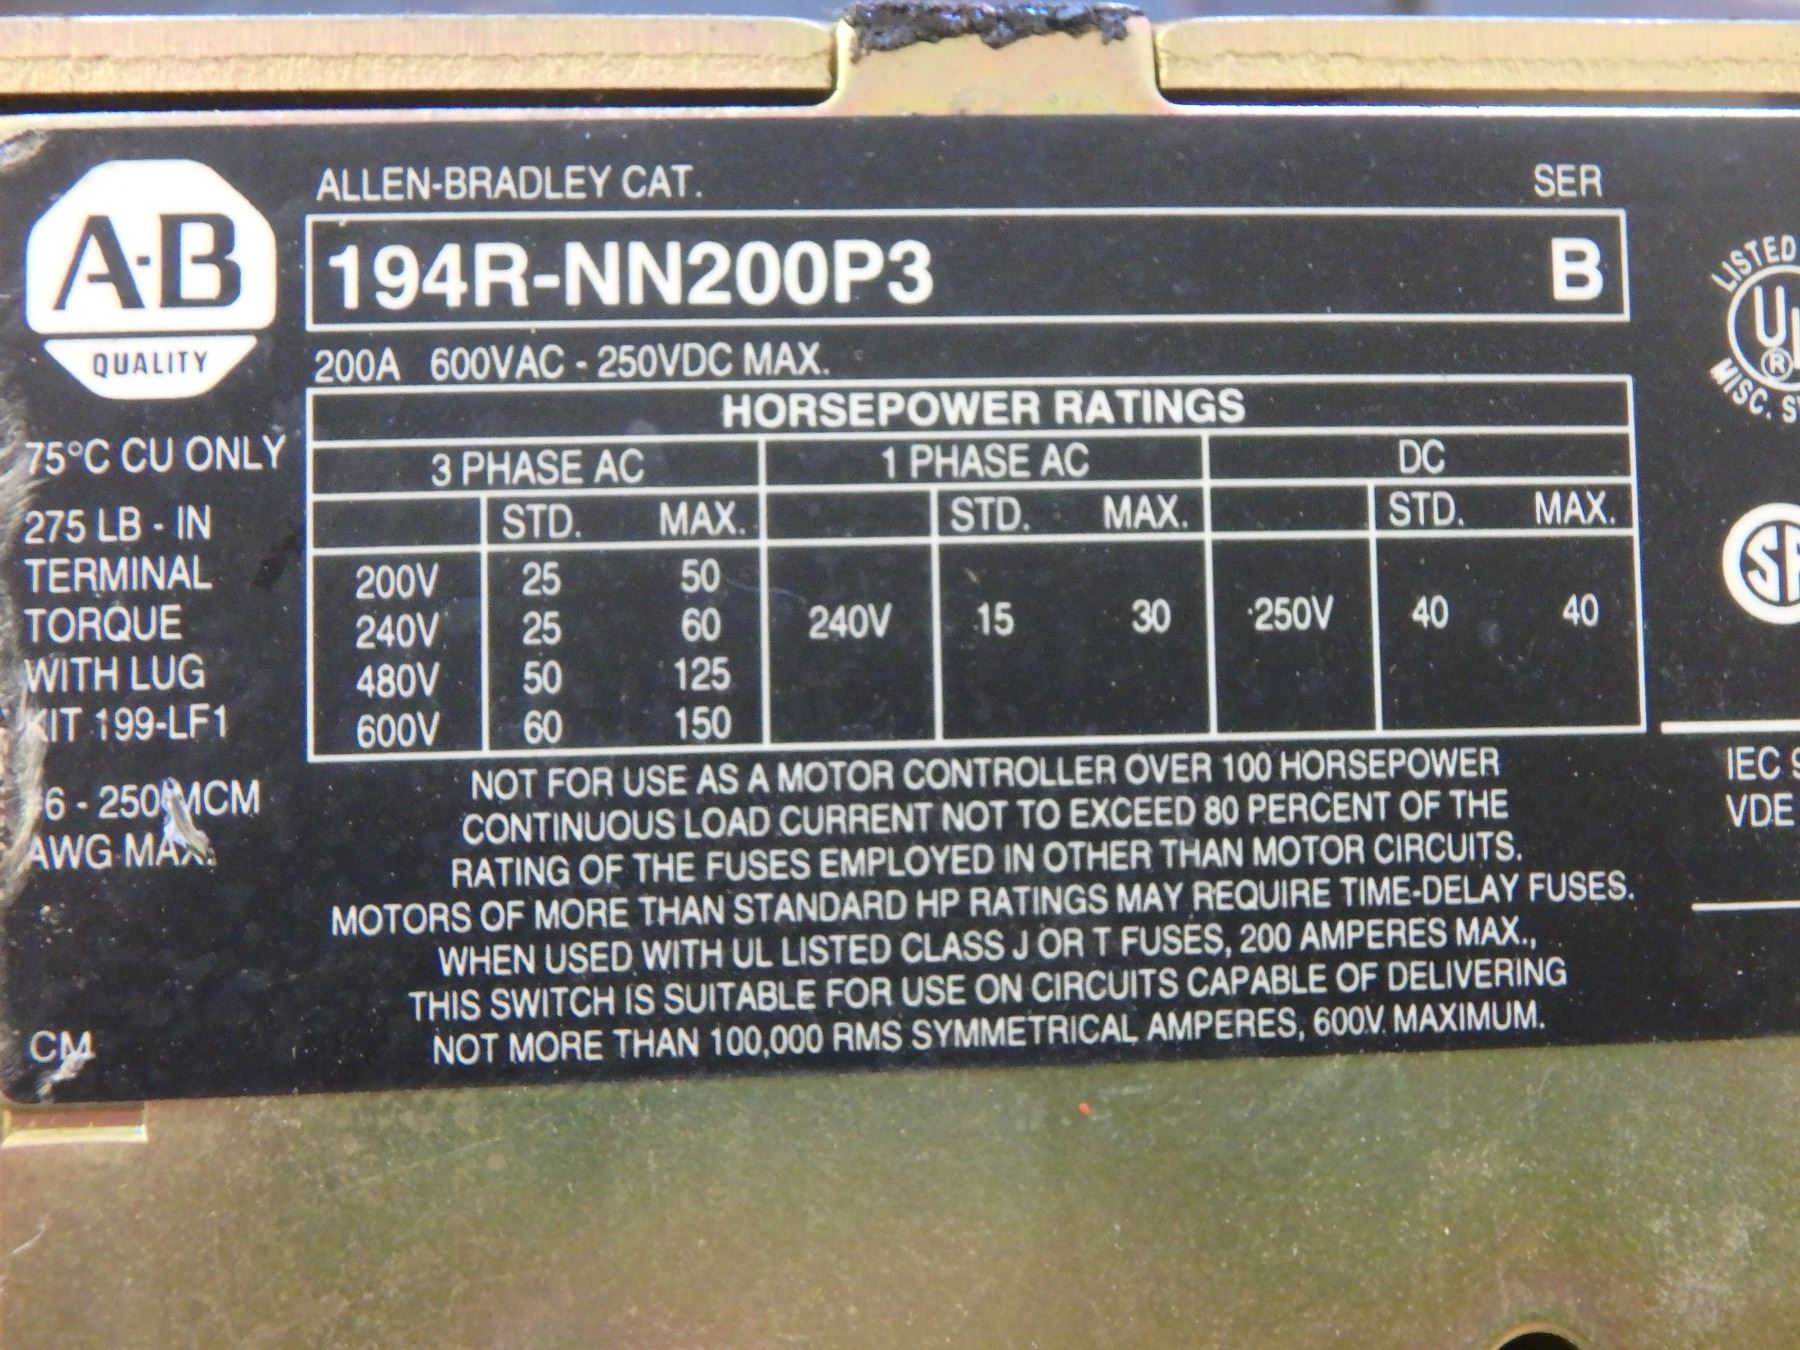 ALLEN-BRADLEY CAT. SER
A-B
QUALITY
194R-NN200P3 B
200A 600VAC - 250VDC MAX.
HORSEPOWER RATINGS
3 PHASE AC 1 PHASE AC DC
STD. MAX. STD. MAX. STD. MAX.
200V 25 50
240V 25 60 240V 15 30 250V 40 40
480V 50 125
600V 60 150
75°C CU ONLY
275 LB - IN
TERMINAL
TORQUE
WITH LUG
KIT 199-LF1
6 - 250 MCM
AWG MAX.
CM
NOT FOR USE AS A MOTOR CONTROLLER OVER 100 HORSEPOWER
CONTINUOUS LOAD CURRENT NOT TO EXCEED 80 PERCENT OF THE
RATING OF THE FUSES EMPLOYED IN OTHER THAN MOTOR CIRCUITS.
MOTORS OF MORE THAN STANDARD HP RATINGS MAY REQUIRE TIME-DELAY FUSES.
WHEN USED WITH UL LISTED CLASS J OR T FUSES, 200 AMPERES MAX.,
THIS SWITCH IS SUITABLE FOR USE ON CIRCUITS CAPABLE OF DELIVERING
NOT MORE THAN 100,000 RMS SYMMETRICAL AMPERES, 600V. MAXIMUM.
LISTED
UL
®
MISC.
IEC
VDE